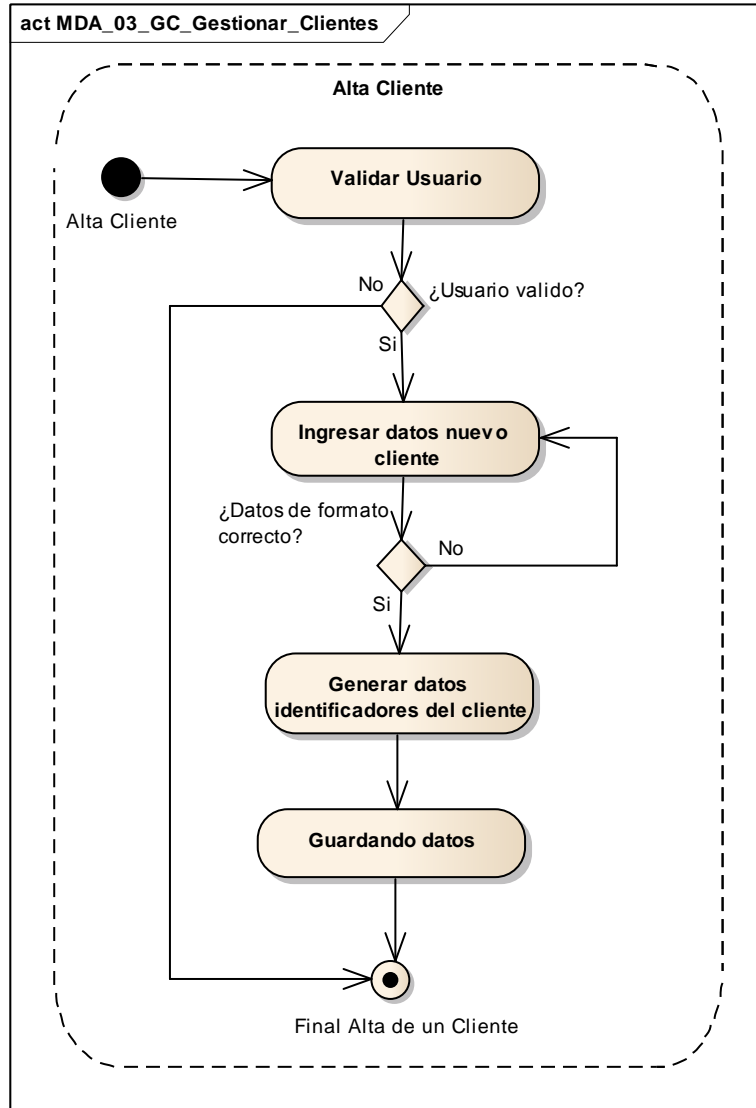 act MDA_03_GC_Gestionar_Clientes
Alta Cliente
Validar Usuario
Alta Cliente
No
¿Usuario valido?
Si
Ingresar datos nuevo
cliente
¿Datos de formato
correcto?
No
Si
Generar datos
identificadores del cliente
Guardando datos
Final Alta de un Cliente